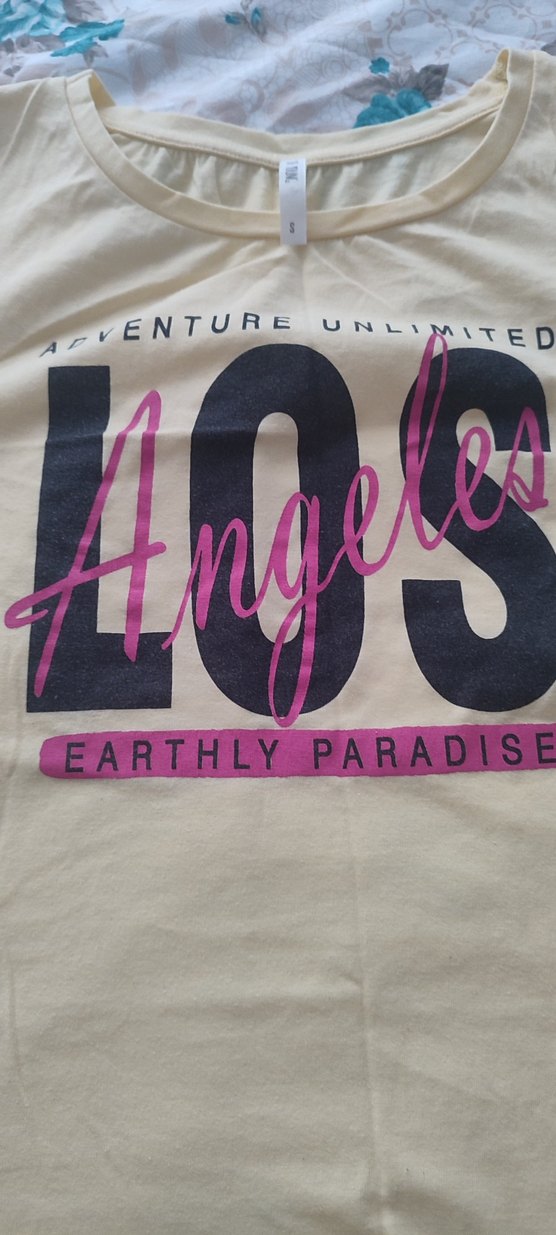 S
ADVENTURE UNLIMITED
LOS
Angeles
EARTHLY PARADISE